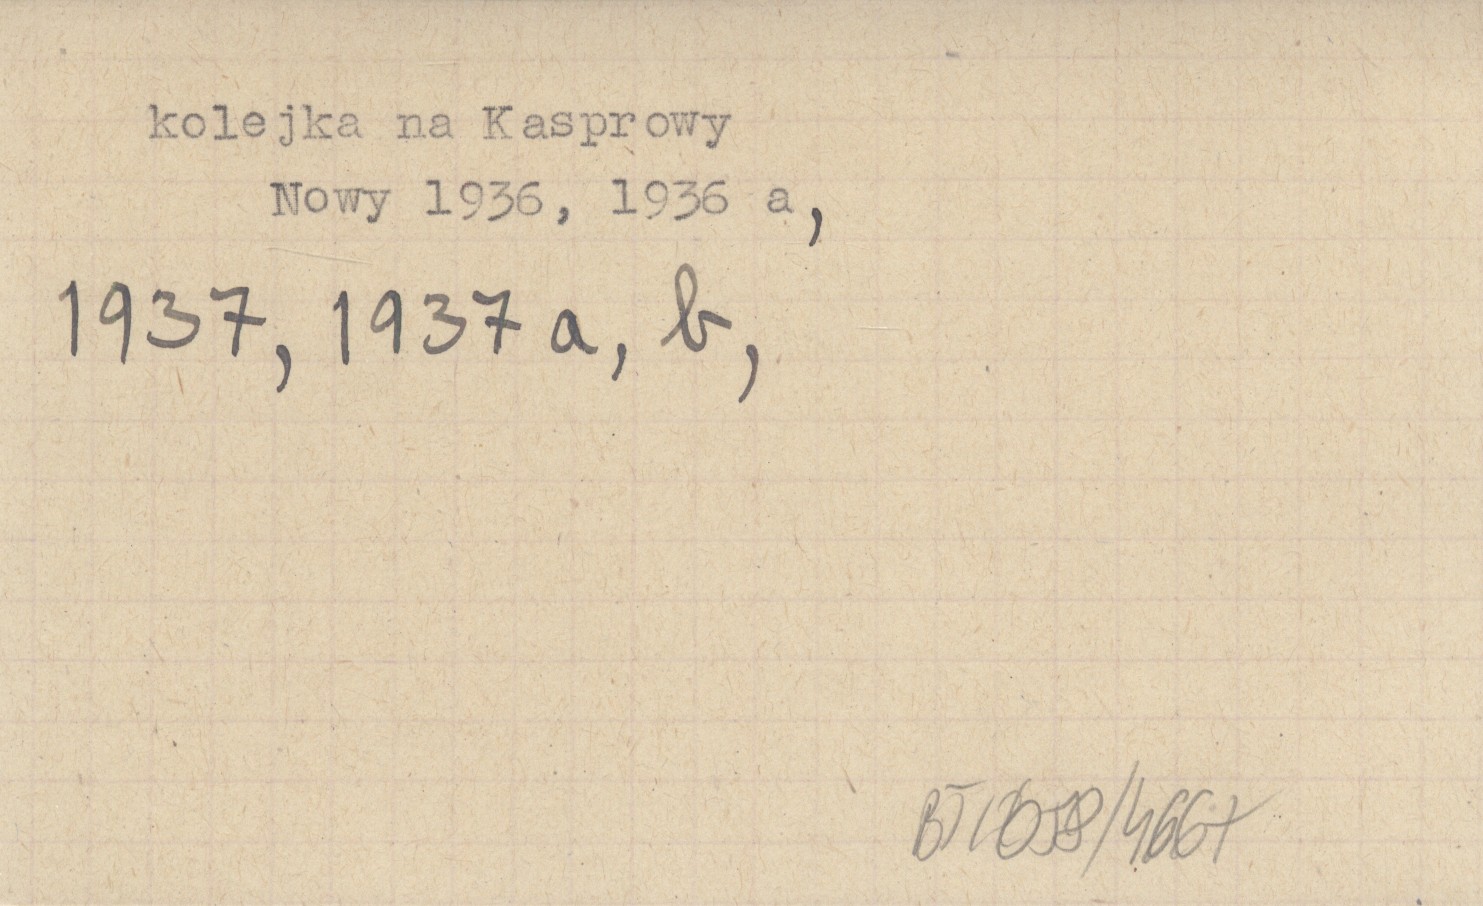 kolejka na Kasprowy
Nowy 1936, 1936 a,
1937, 1937 a, b,